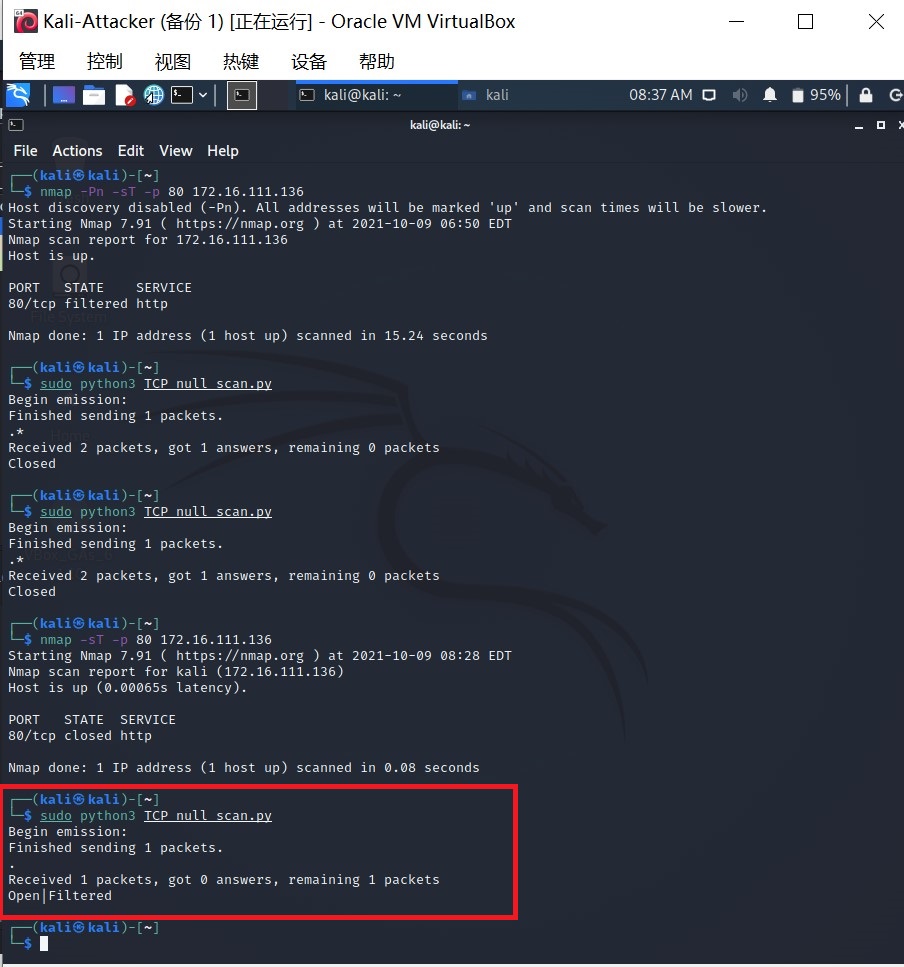 Kali-Attacker (备份 1) [正在运行] - Oracle VM VirtualBox
管理 控制 视图 热键 设备 帮助
kali@kali: ~ kali 08:37 AM 95%
kali@kali: ~
File Actions Edit View Help
┌──(kali㉿kali)-[~]
└─$ nmap -Pn -sT -p 80 172.16.111.136
Host discovery disabled (-Pn). All addresses will be marked 'up' and scan times will be slower.
Starting Nmap 7.91 ( https://nmap.org ) at 2021-10-09 06:50 EDT
Nmap scan report for 172.16.111.136
Host is up.
PORT STATE SERVICE
80/tcp filtered http
File System
Nmap done: 1 IP address (1 host up) scanned in 15.24 seconds
┌──(kali㉿kali)-[~]
└─$ sudo python3 TCP_null_scan.py
Begin emission:
Finished sending 1 packets.
.*
Received 2 packets, got 1 answers, remaining 0 packets
Closed
┌──(kali㉿kali)-[~]
└─$ sudo python3 TCP_null_scan.py
Begin emission:
Finished sending 1 packets.
.*
Received 2 packets, got 1 answers, remaining 0 packets
Closed
┌──(kali㉿kali)-[~]
└─$ nmap -sT -p 80 172.16.111.136
Starting Nmap 7.91 ( https://nmap.org ) at 2021-10-09 08:28 EDT
Nmap scan report for kali (172.16.111.136)
Host is up (0.00065s latency).
PORT STATE SERVICE
80/tcp closed http
Nmap done: 1 IP address (1 host up) scanned in 0.08 seconds
┌──(kali㉿kali)-[~]
└─$ sudo python3 TCP_null_scan.py
Begin emission:
Finished sending 1 packets.
.
Received 1 packets, got 0 answers, remaining 1 packets
Open|Filtered
┌──(kali㉿kali)-[~]
└─$